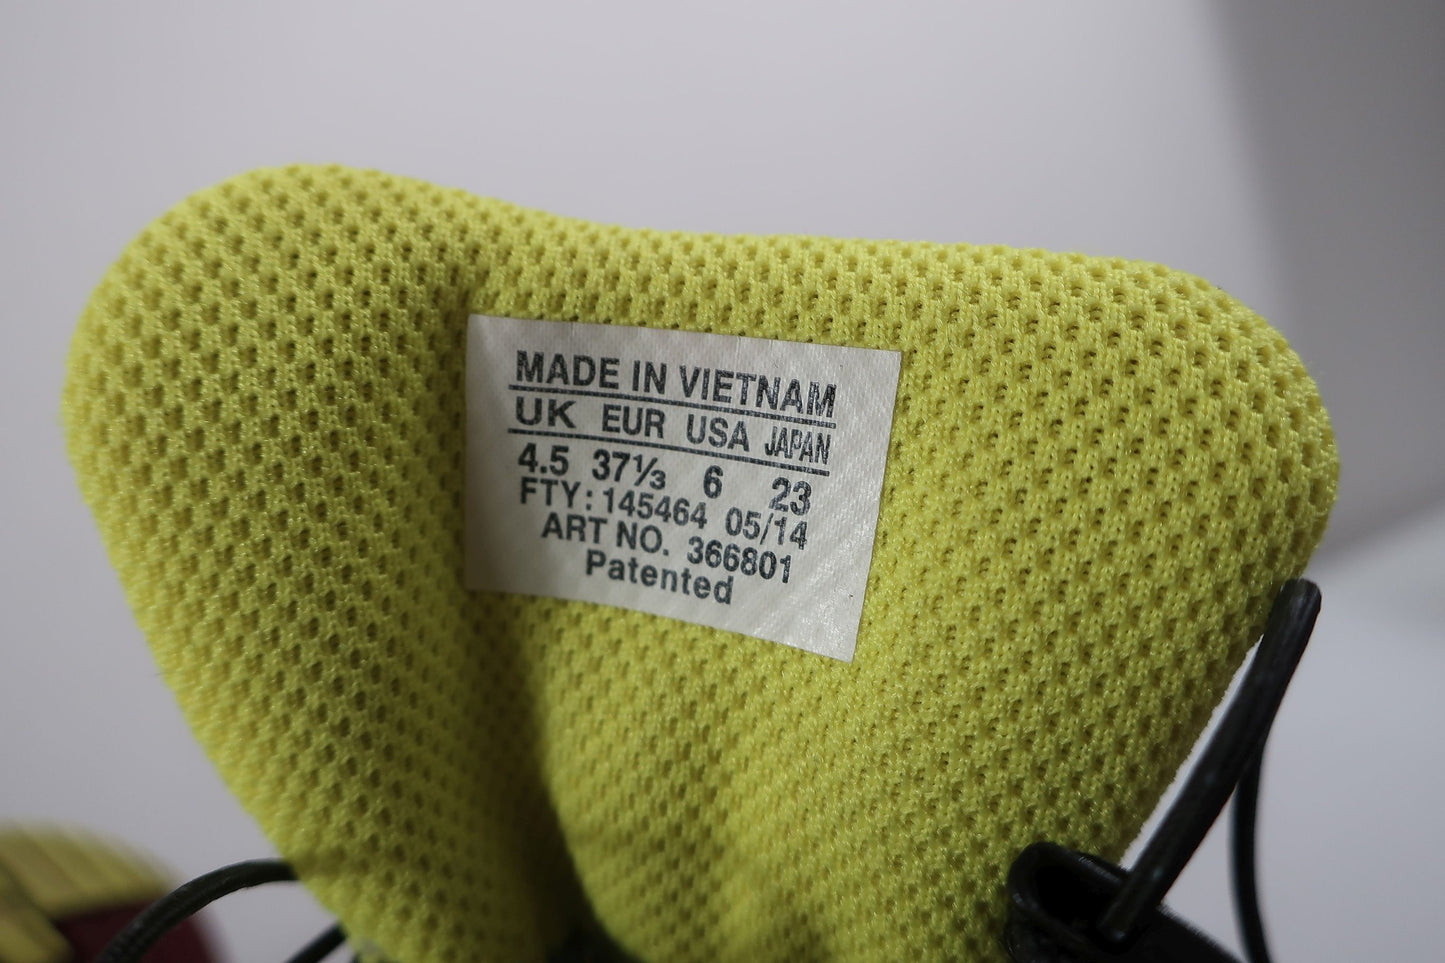 MADE IN VIETNAM
UK EUR USA JAPAN
4.5 37⅓ 6 23
FTY: 145464 05/14
ART NO. 366801
Patented